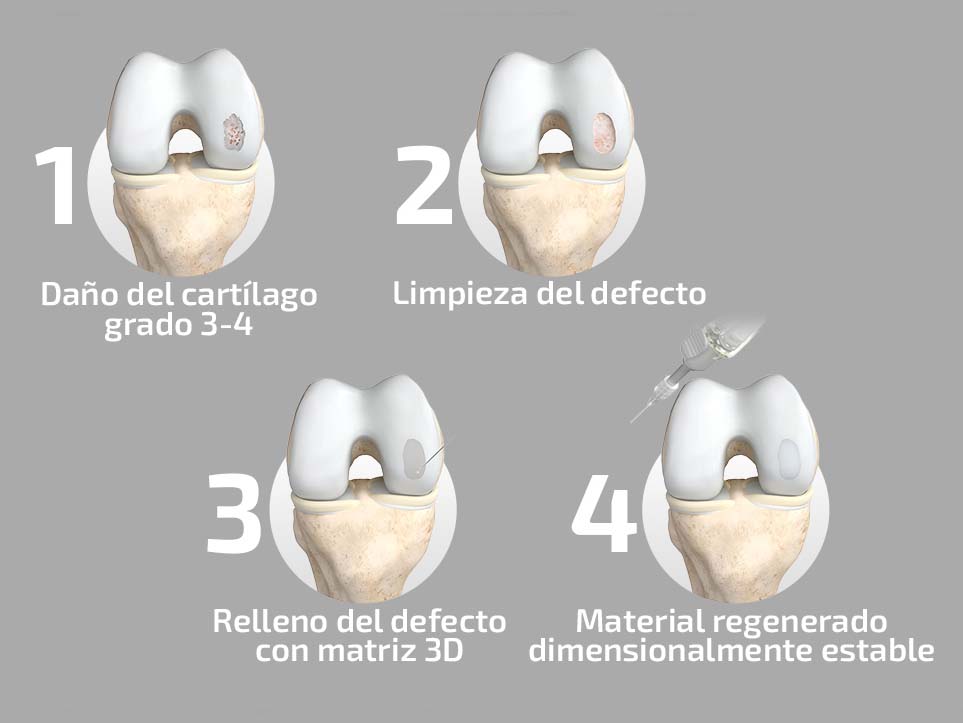 1
Daño del cartílago
grado 3-4
2
Limpieza del defecto
3
Relleno del defecto
con matriz 3D
4
Material regenerado
dimensionalmente estable